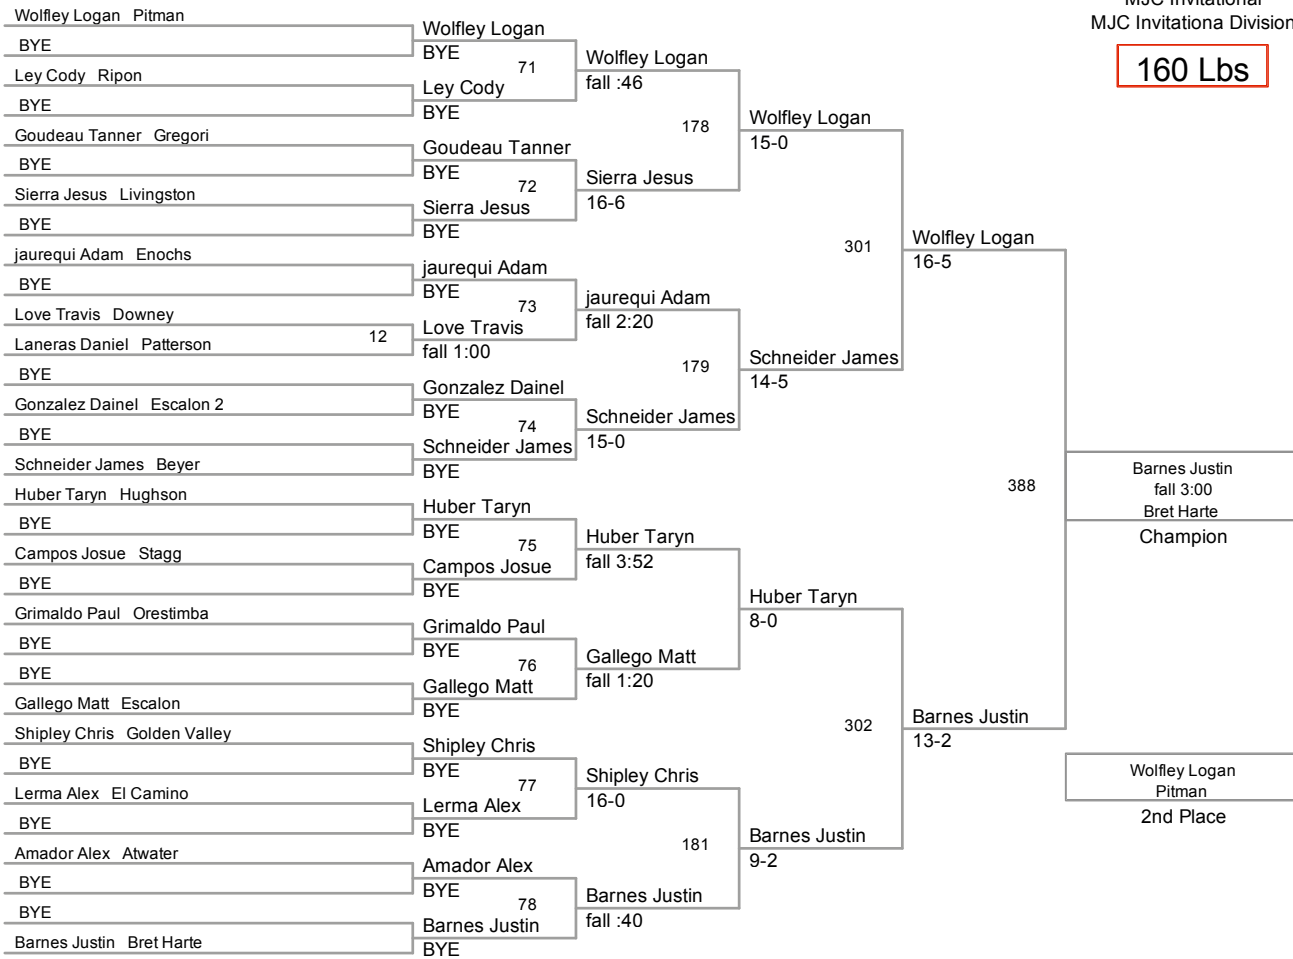 MJC Invitational
MJC Invitationa Division
160 Lbs
Wolfley Logan Pitman
BYE
Ley Cody Ripon
BYE
Goudeau Tanner Gregori
BYE
Sierra Jesus Livingston
BYE
jaurequi Adam Enochs
BYE
Love Travis Downey
Laneras Daniel Patterson
BYE
Gonzalez Dainel Escalon 2
BYE
Schneider James Beyer
Huber Taryn Hughson
BYE
Campos Josue Stagg
BYE
Grimaldo Paul Orestimba
BYE
BYE
Gallego Matt Escalon
Shipley Chris Golden Valley
BYE
Lerma Alex El Camino
BYE
Amador Alex Atwater
BYE
BYE
Barnes Justin Bret Harte
12
Wolfley Logan
BYE
71
Ley Cody
BYE
Goudeau Tanner
BYE
72
Sierra Jesus
BYE
jaurequi Adam
BYE
73
Love Travis
fall 1:00
Gonzalez Dainel
BYE
74
Schneider James
BYE
Huber Taryn
BYE
75
Campos Josue
BYE
Grimaldo Paul
BYE
76
Gallego Matt
BYE
Shipley Chris
BYE
77
Lerma Alex
BYE
Amador Alex
BYE
78
Barnes Justin
BYE
Wolfley Logan
fall :46
178
Sierra Jesus
16-6
jaurequi Adam
fall 2:20
179
Schneider James
15-0
Huber Taryn
fall 3:52
Gallego Matt
fall 1:20
Shipley Chris
16-0
181
Barnes Justin
fall :40
Wolfley Logan
15-0
301
Schneider James
14-5
Huber Taryn
8-0
302
Barnes Justin
9-2
Wolfley Logan
16-5
388
Barnes Justin
13-2
Barnes Justin
fall 3:00
Bret Harte
Champion
Wolfley Logan
Pitman
2nd Place